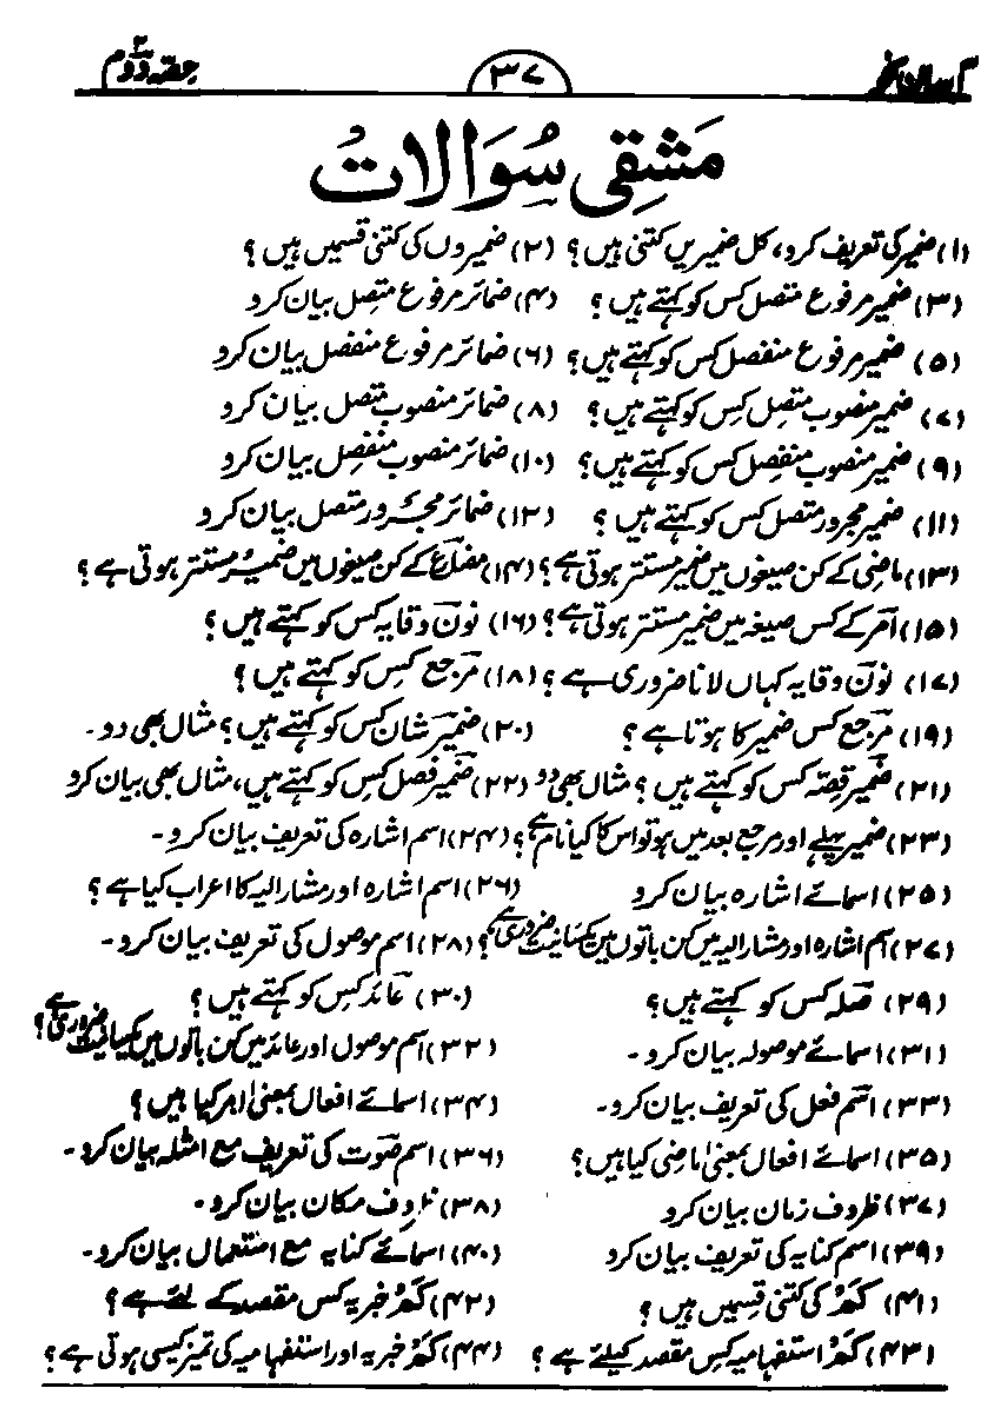 آسان نحو ۳۷ حصّہ دوم
مَشقِی سُوَالاتُ
(۱) ضمیر کی تعریف کرو، کل ضمیریں کتنی ہیں؟ (۲) ضمیروں کی کتنی قسمیں ہیں؟
(۳) ضمیر مرفوع متصل کس کو کہتے ہیں؟ (۴) ضمائر مرفوع متصل بیان کرو
(۵) ضمیر مرفوع منفصل کس کو کہتے ہیں؟ (۶) ضمائر مرفوع منفصل بیان کرو
(۷) ضمیر منصوب متصل کس کو کہتے ہیں؟ (۸) ضمائر منصوب متصل بیان کرو
(۹) ضمیر منصوب منفصل کس کو کہتے ہیں؟ (۱۰) ضمائر منصوب منفصل بیان کرو
(۱۱) ضمیر مجرور متصل کس کو کہتے ہیں؟ (۱۲) ضمائر مجرور متصل بیان کرو
(۱۳) ماضی کے کن صیغوں میں ضمیر مستتر ہوتی ہے؟ (۱۴) مضارع کے کن صیغوں میں ضمیر مستتر ہوتی ہے؟
(۱۵) امر کے کس صیغہ میں ضمیر مستتر ہوتی ہے؟ (۱۶) نون وقایہ کس کو کہتے ہیں؟
(۱۷) نون وقایہ کہاں لانا ضروری ہے؟ (۱۸) مرجع کس کو کہتے ہیں؟
(۱۹) مرجع کس ضمیر کا ہوتا ہے؟ (۲۰) ضمیر شان کس کو کہتے ہیں؟ مثال بھی دو۔
(۲۱) ضمیر قصّہ کس کو کہتے ہیں؟ مثال بھی دو (۲۲) ضمیر فصل کس کو کہتے ہیں، مثال بھی بیان کرو
(۲۳) ضمیر پہلے اور مرجع بعد میں ہو تو اس کا کیا نام ہے؟ (۲۴) اسم اشارہ کی تعریف بیان کرو۔
(۲۵) اسمائے اشارہ بیان کرو (۲۶) اسم اشارہ اور مشار الیہ کا اعراب کیا ہے؟
(۲۷) اسم اشارہ اور مشار الیہ میں کن باتوں میں یکسانیت ضروری ہے؟ (۲۸) اسم موصول کی تعریف بیان کرو۔
(۲۹) صلہ کس کو کہتے ہیں؟ (۳۰) عائد کس کو کہتے ہیں؟
(۳۱) اسمائے موصولہ بیان کرو۔ (۳۲) اسم موصول اور عائد میں کن باتوں میں یکسانیت ضروری ہے؟
(۳۳) اسم فعل کی تعریف بیان کرو۔ (۳۴) اسمائے افعال بمعنیٰ امر کیا ہیں؟
(۳۵) اسمائے افعال بمعنیٰ ماضی کیا ہیں؟ (۳۶) اسم صوت کی تعریف مع امثلہ بیان کرو۔
(۳۷) ظروف زمان بیان کرو (۳۸) ظروف مکان بیان کرو۔
(۳۹) اسم کنایہ کی تعریف بیان کرو (۴۰) اسمائے کنایہ مع استعمال بیان کرو۔
(۴۱) کَمْ کی کتنی قسمیں ہیں؟ (۴۲) کَمْ خبریہ کس مقصد کے لئے ہے؟
(۴۳) کَمْ استفہامیہ کس مقصد کیلئے ہے؟ (۴۴) کَمْ خبریہ اور استفہامیہ کی تمیز کیسی ہوتی ہے؟